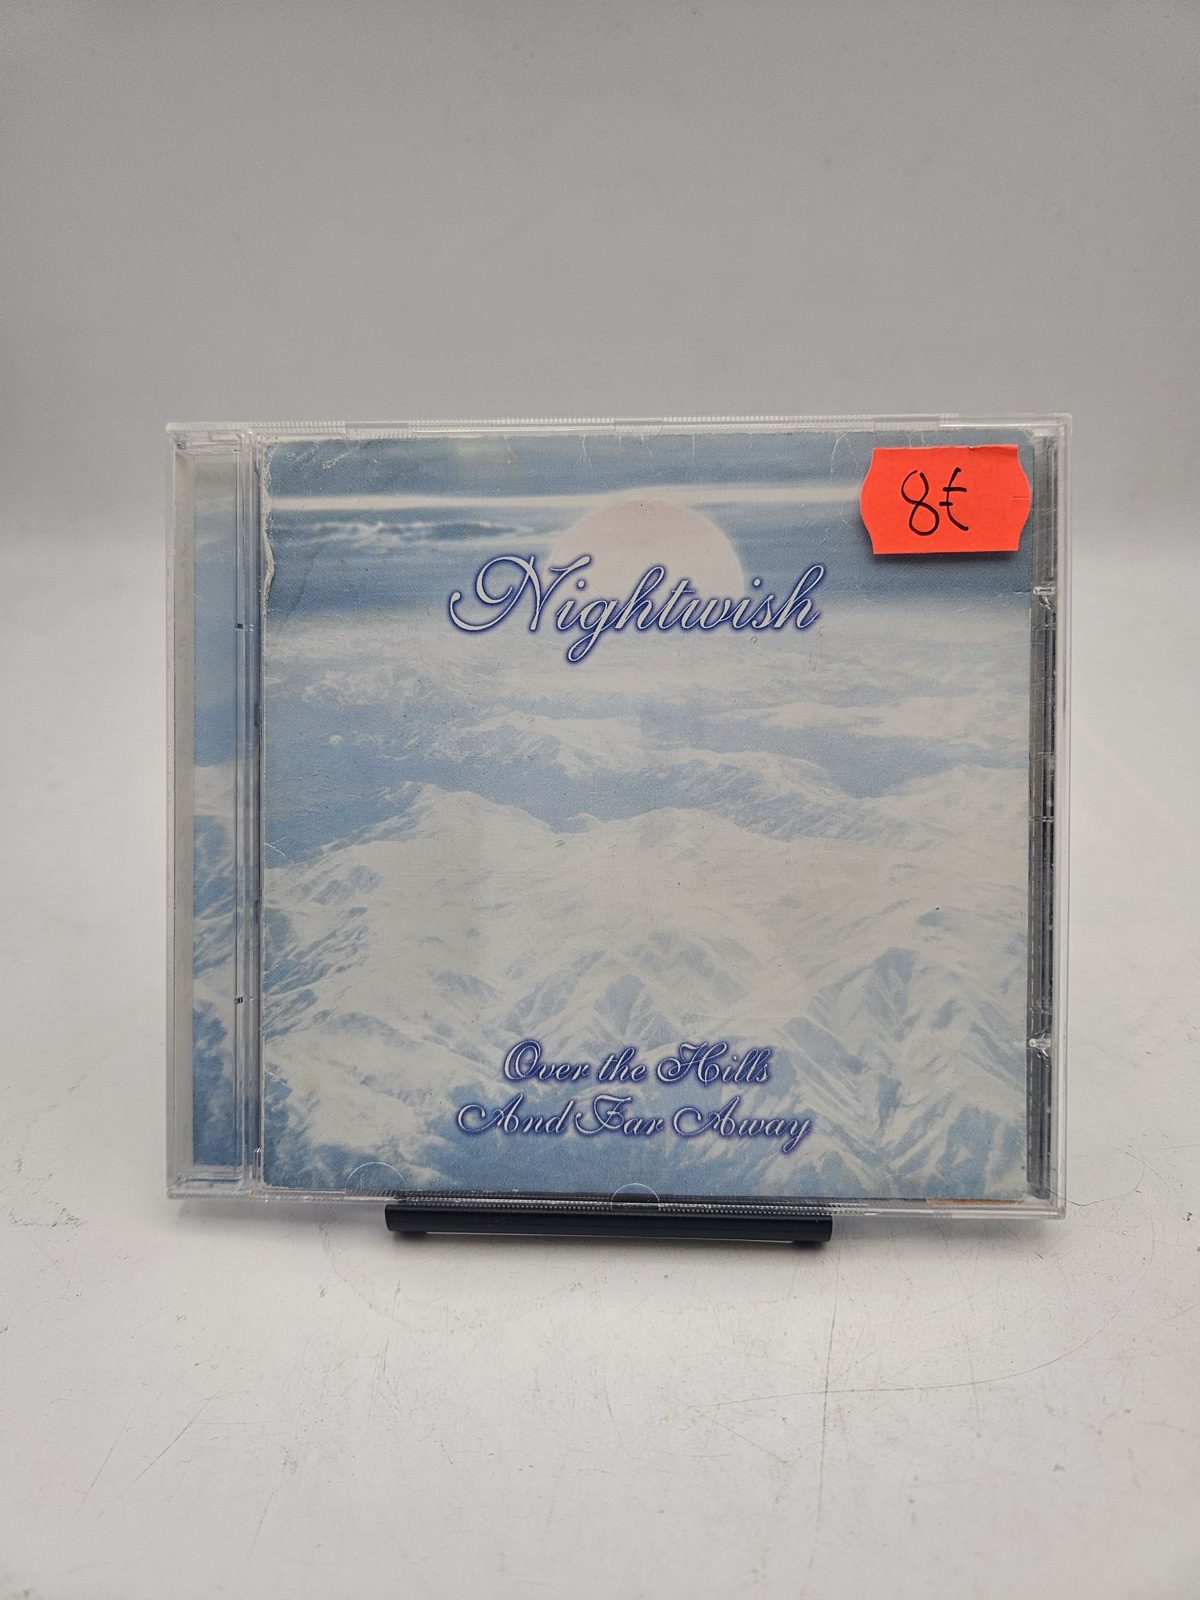 8€
Nightwish
Over the Hills
And Far Away